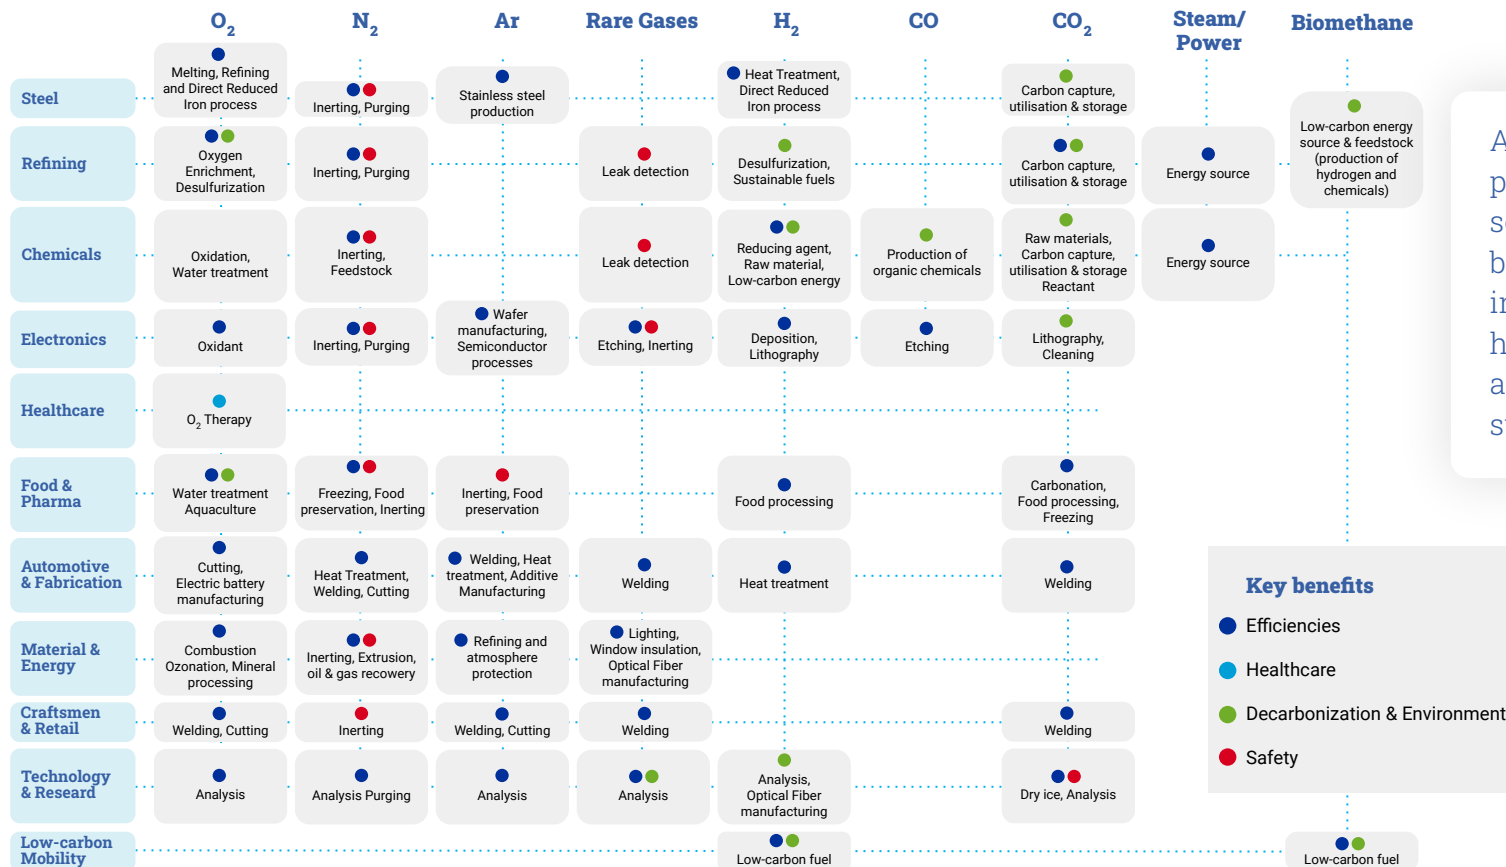 O2
N2
Ar
Rare Gases
H2
CO
CO2
Steam/
Power
Biomethane
Steel
Melting, Refining
and Direct Reduced
Iron process
Inerting, Purging
Stainless steel
production
Heat Treatment,
Direct Reduced
Iron process
Carbon capture,
utilisation & storage
Low-carbon energy
source & feedstock
(production of
hydrogen and
chemicals)
Refining
Oxygen
Enrichment,
Desulfurization
Inerting, Purging
Leak detection
Desulfurization,
Sustainable fuels
Carbon capture,
utilisation & storage
Energy source
Chemicals
Oxidation,
Water treatment
Inerting,
Feedstock
Leak detection
Reducing agent,
Raw material,
Low-carbon energy
Production of
organic chemicals
Raw materials,
Carbon capture,
utilisation & storage
Reactant
Energy source
Electronics
Oxidant
Inerting, Purging
Wafer
manufacturing,
Semiconductor
processes
Etching, Inerting
Deposition,
Lithography
Etching
Lithography,
Cleaning
Healthcare
O2 Therapy
Food &
Pharma
Water treatment
Aquaculture
Freezing, Food
preservation, Inerting
Inerting, Food
preservation
Food processing
Carbonation,
Food processing,
Freezing
Automotive
& Fabrication
Cutting,
Electric battery
manufacturing
Heat Treatment,
Welding, Cutting
Welding, Heat
treatment, Additive
Manufacturing
Welding
Heat treatment
Welding
Material &
Energy
Combustion
Ozonation, Mineral
processing
Inerting, Extrusion,
oil & gas recovery
Refining and
atmosphere
protection
Lighting,
Window insulation,
Optical Fiber
manufacturing
Craftsmen
& Retail
Welding, Cutting
Inerting
Welding, Cutting
Welding
Welding
Technology
& Researd
Analysis
Analysis Purging
Analysis
Analysis
Analysis,
Optical Fiber
manufacturing
Dry ice, Analysis
Low-carbon
Mobility
Low-carbon fuel
Low-carbon fuel
Key benefits
Efficiencies
Healthcare
Decarbonization & Environment
Safety